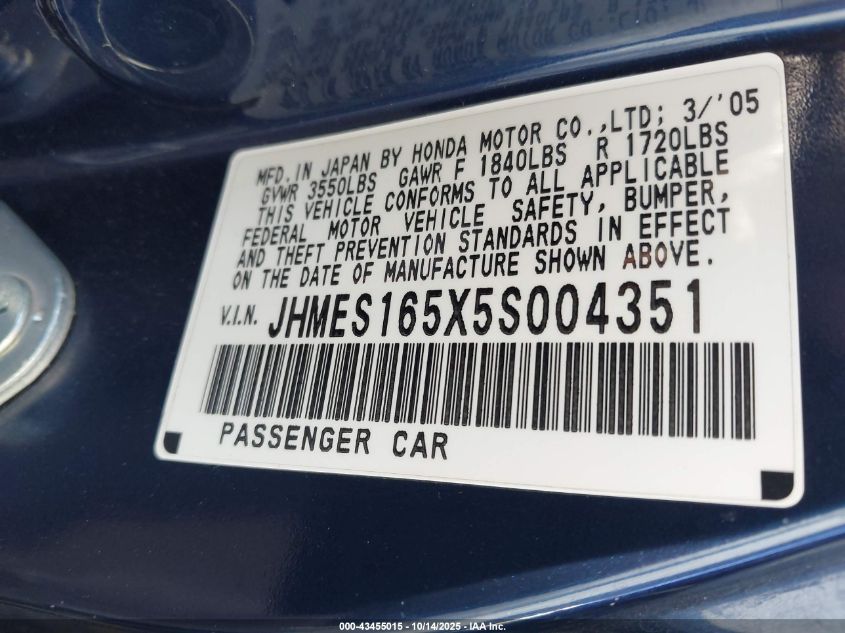 MFD. IN JAPAN BY HONDA MOTOR CO.,LTD; 3/'05
GVWR 3550LBS GAWR F 1840LBS R 1720LBS
THIS VEHICLE CONFORMS TO ALL APPLICABLE
FEDERAL MOTOR VEHICLE SAFETY, BUMPER,
AND THEFT PREVENTION STANDARDS IN EFFECT
ON THE DATE OF MANUFACTURE SHOWN ABOVE.
V.I.N. JHMES165X5S004351
PASSENGER CAR
000-43455015 - 10/14/2025 - IAA Inc.